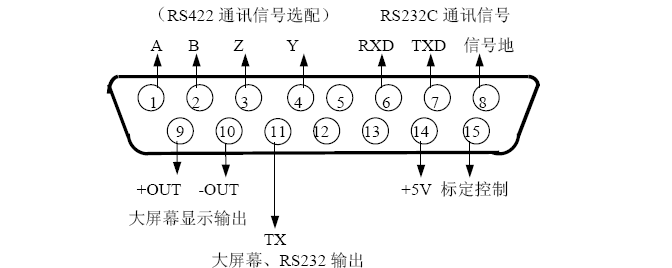 （RS422 通讯信号选配） RS232C 通讯信号
A B Z Y RXD TXD 信号地
1 2 3 4 5 6 7 8
9 10 11 12 13 14 15
+OUT -OUT +5V 标定控制
大屏幕显示输出
TX
大屏幕、RS232 输出